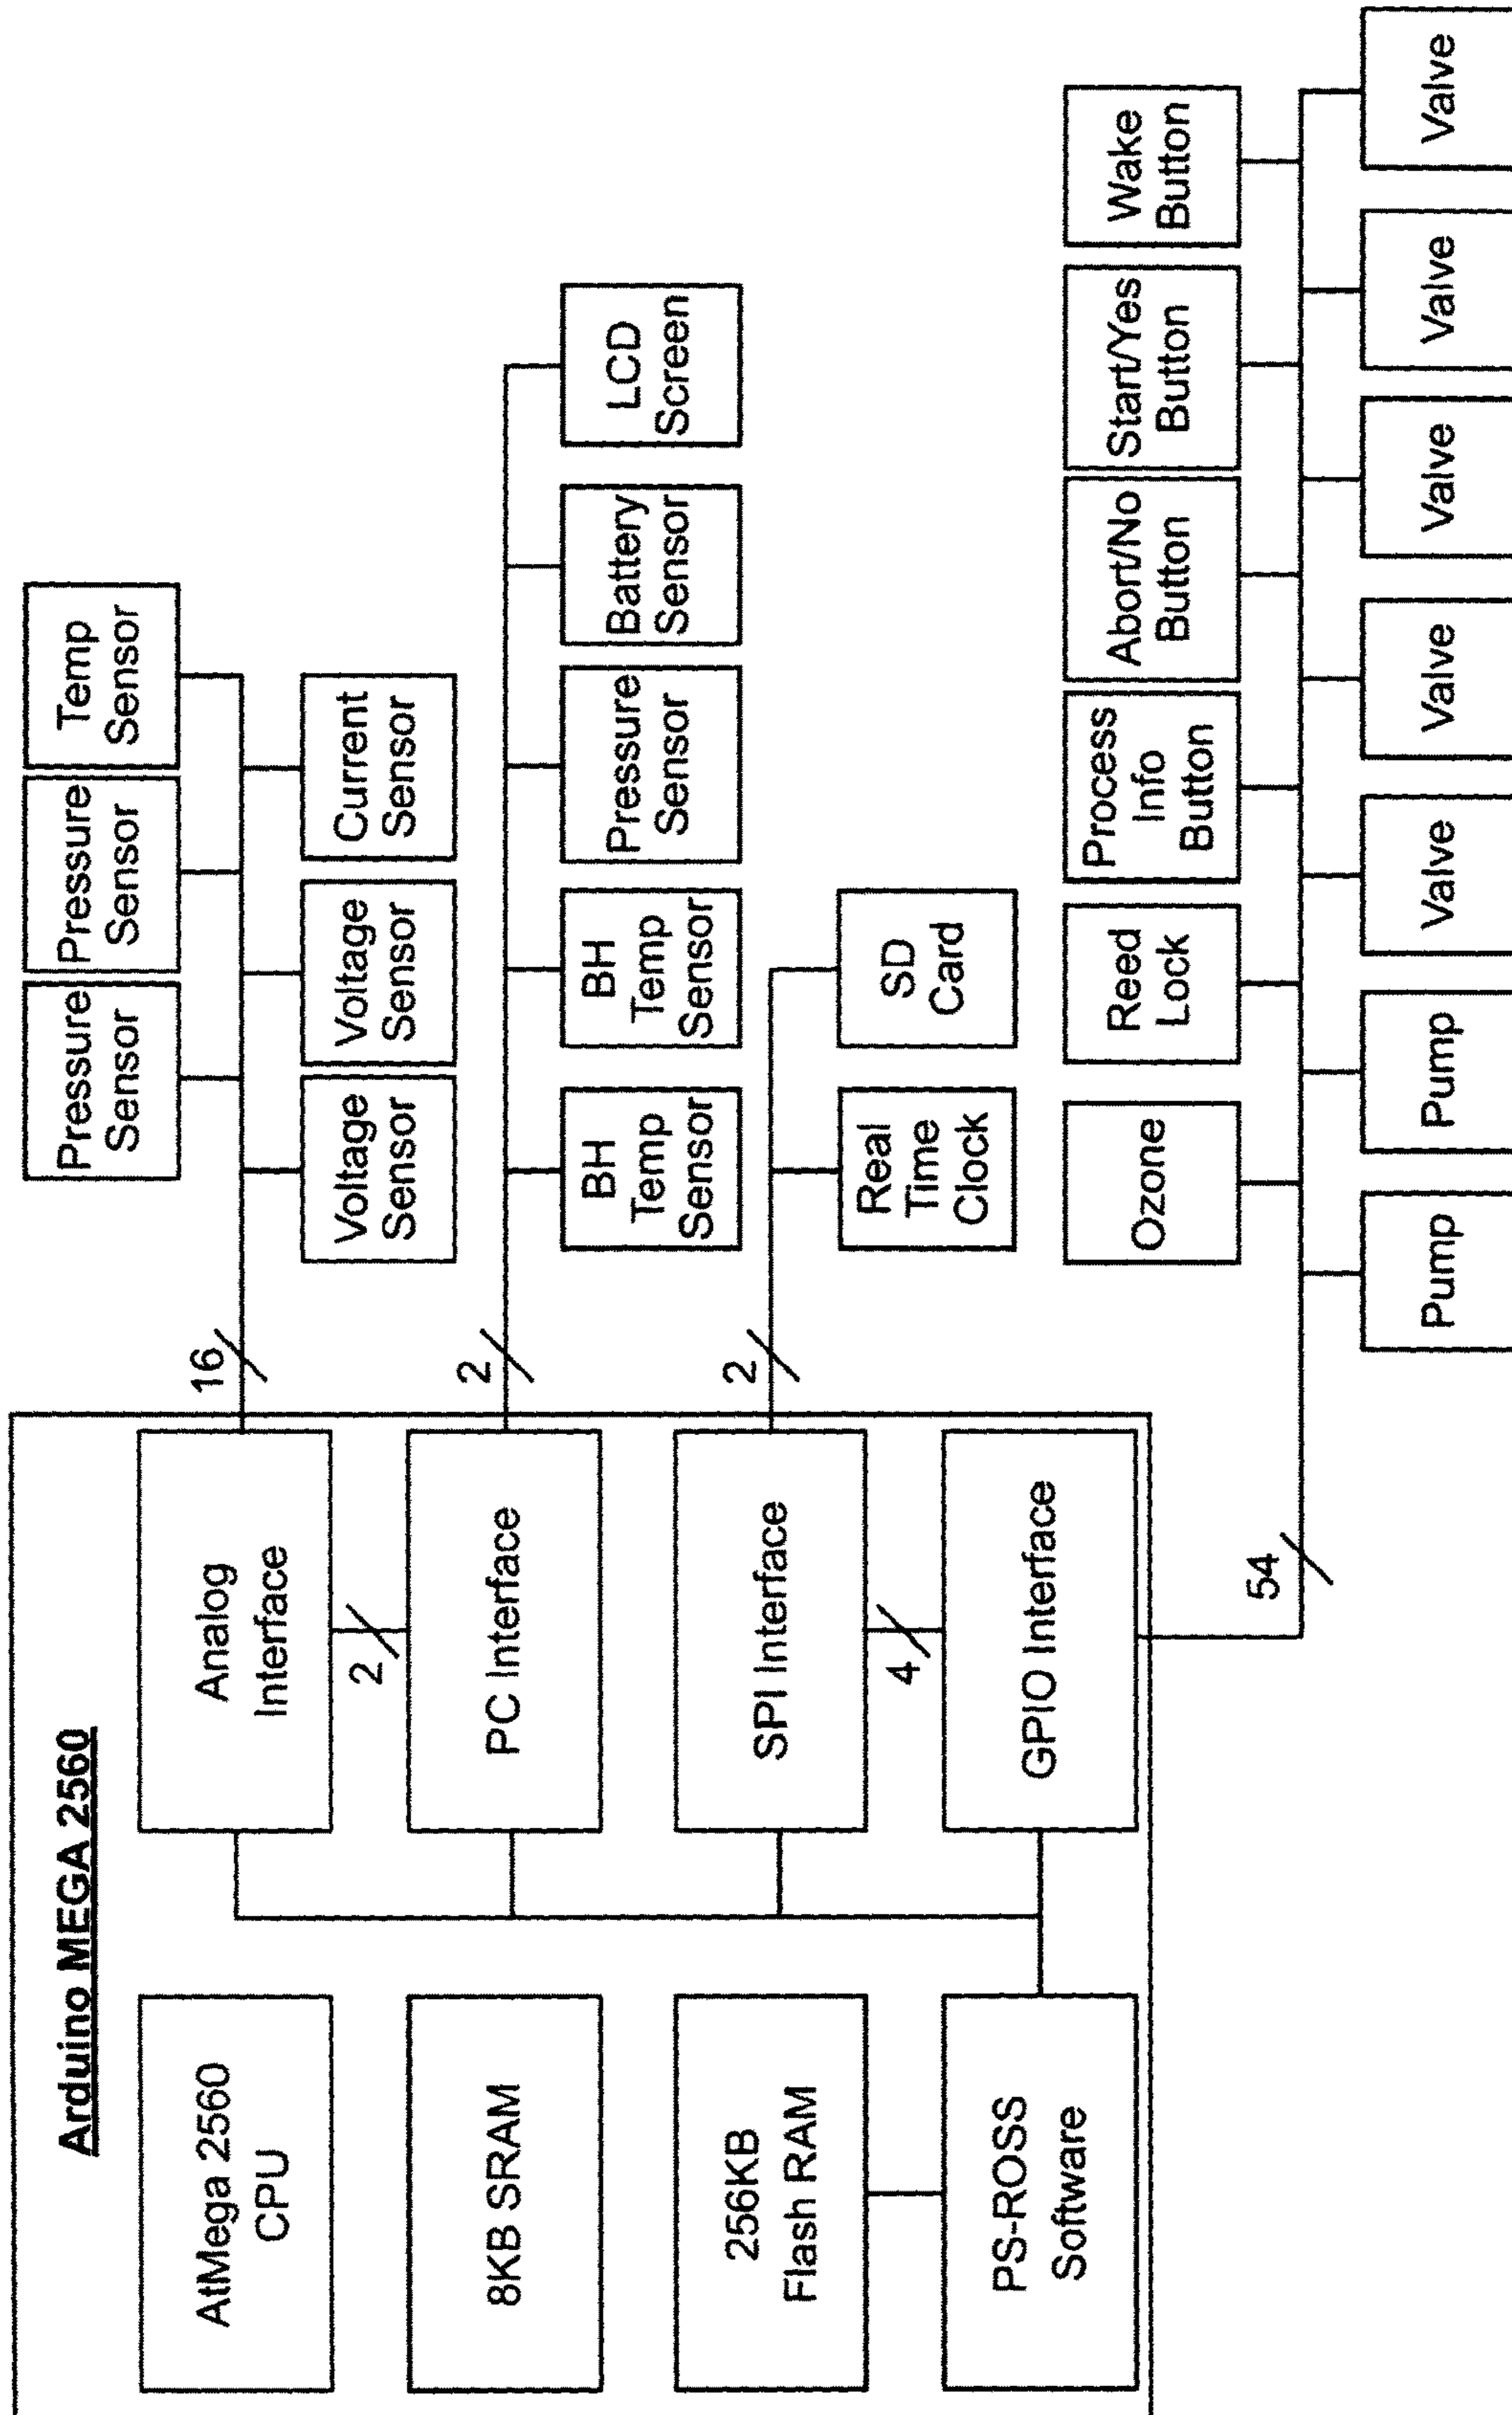 Arduino MEGA 2560
AtMega 2560
CPU
8KB SRAM
256KB
Flash RAM
PS-ROSS
Software
Analog
Interface
PC Interface
SPI Interface
GPIO Interface
2
4
16
2
2
54
Pressure
Sensor
Pressure
Sensor
Temp
Sensor
Voltage
Sensor
Voltage
Sensor
Current
Sensor
BH
Temp
Sensor
BH
Temp
Sensor
Pressure
Sensor
Battery
Sensor
LCD
Screen
Real
Time
Clock
SD
Card
Ozone
Reed
Lock
Process
Info
Button
Abort/No
Button
Start/Yes
Button
Wake
Button
Pump
Pump
Valve
Valve
Valve
Valve
Valve